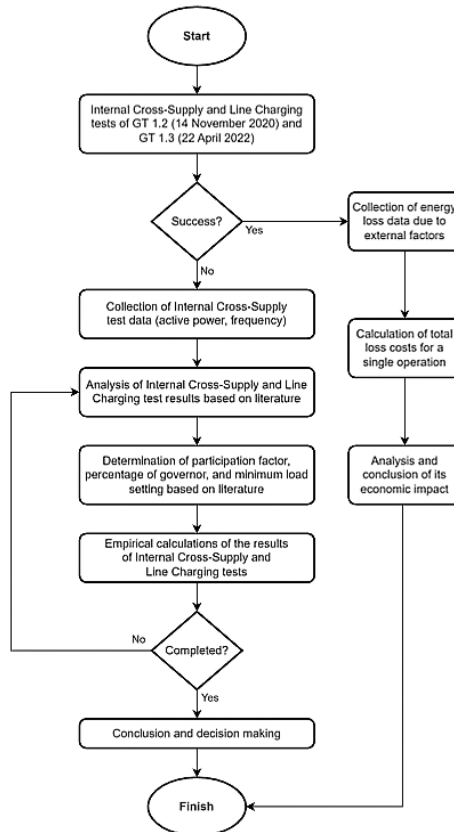 Start
Internal Cross-Supply and Line Charging
tests of GT 1.2 (14 November 2020) and
GT 1.3 (22 April 2022)
Success?
Yes
No
Collection of energy
loss data due to
external factors
Collection of Internal Cross-Supply
test data (active power, frequency)
Calculation of total
loss costs for a
single operation
Analysis of Internal Cross-Supply and Line
Charging test results based on literature
Determination of participation factor,
percentage of governor, and minimum load
setting based on literature
Analysis and
conclusion of its
economic impact
Empirical calculations of the results
of Internal Cross-Supply and
Line Charging tests
No
Completed?
Yes
Conclusion and decision making
Finish